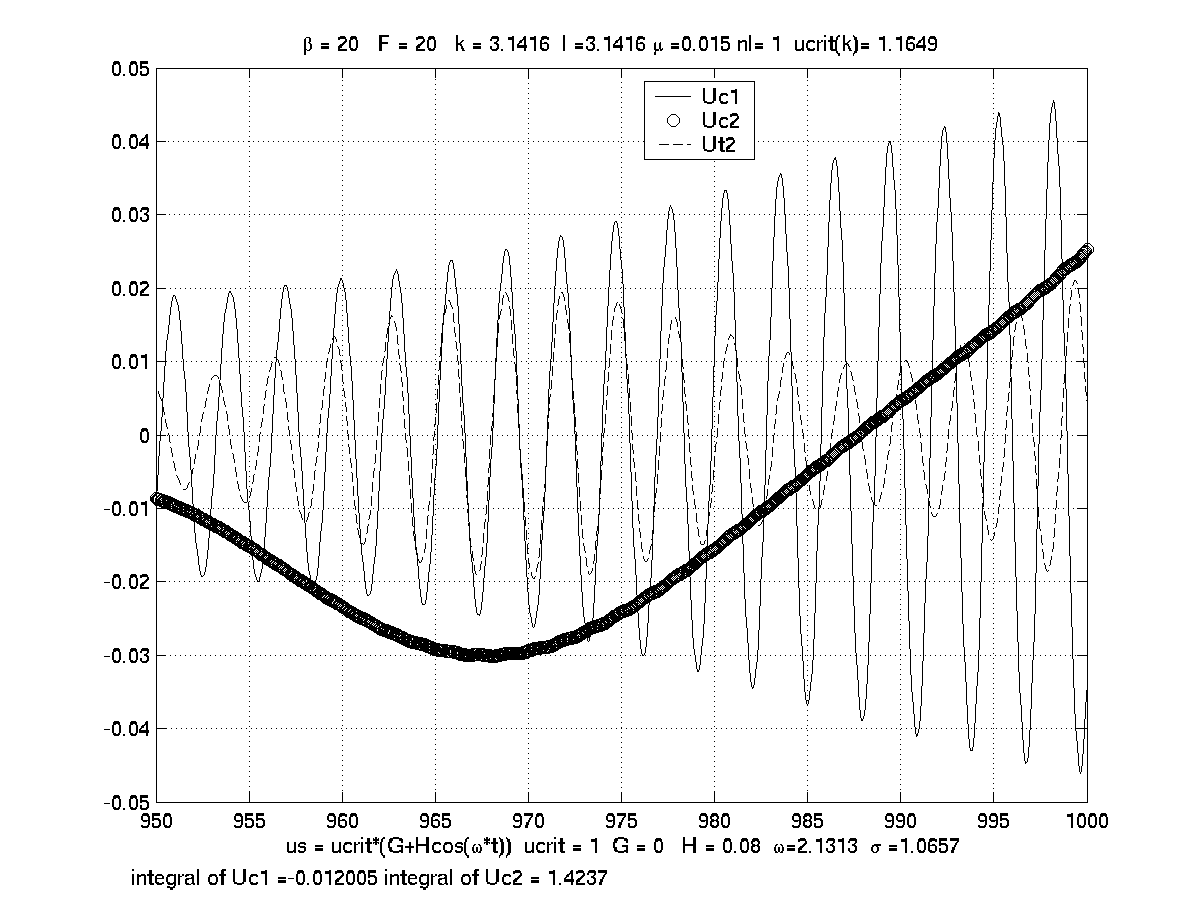 β = 20 F = 20 k = 3.1416 l =3.1416 μ =0.015 nl= 1 ucrit(k)= 1.1649
0.05
0.04
0.03
0.02
0.01
0
-0.01
-0.02
-0.03
-0.04
-0.05
Uc1
Uc2
Ut2
950 955 960 965 970 975 980 985 990 995 1000
us = ucrit*(G+Hcos(ω*t)) ucrit = 1 G = 0 H = 0.08 ω=2.1313 σ =1.0657
integral of Uc1 =-0.012005 integral of Uc2 = 1.4237